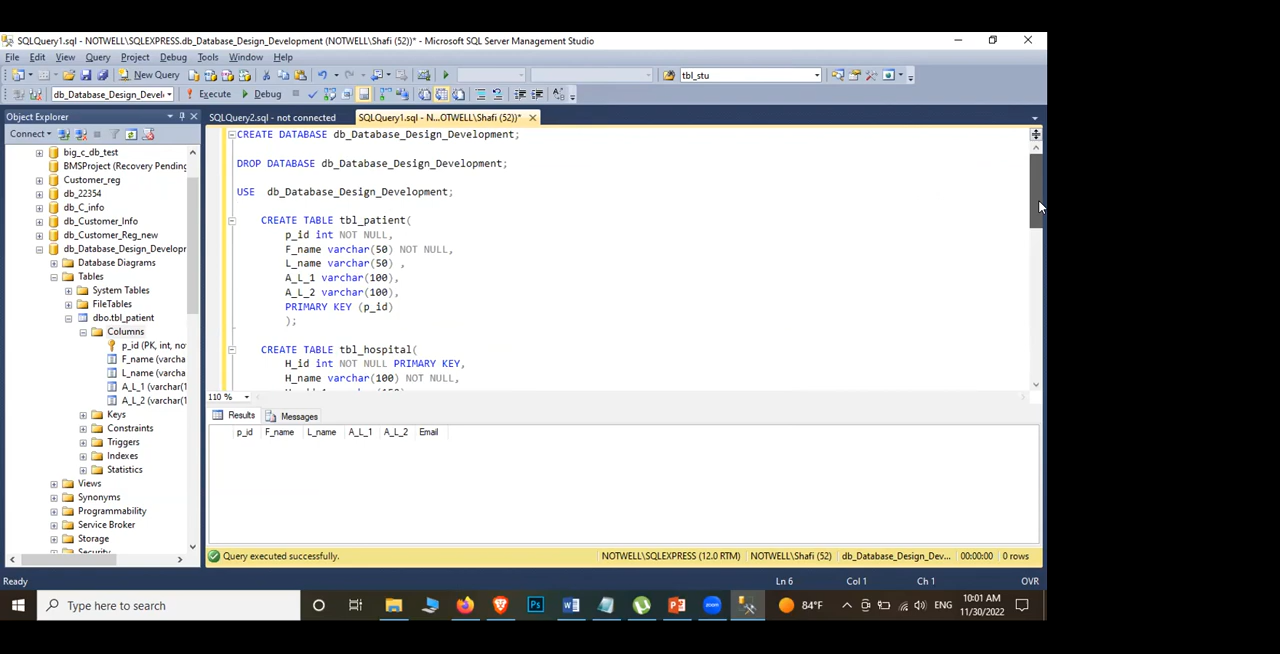 SQLQuery1.sql - NOTWELL\SQLEXPRESS.db_Database_Design_Development (NOTWELL\Shafi (52))* - Microsoft SQL Server Management Studio
File Edit View Query Project Debug Tools Window Help
New Query tbl_stu
db_Database_Design_Devel Execute Debug
Object Explorer
Connect
big_c_db_test
BMSProject (Recovery Pending
Customer_reg
db_22354
db_C_info
db_Customer_Info
db_Customer_Reg_new
db_Database_Design_Developr
Database Diagrams
Tables
System Tables
FileTables
dbo.tbl_patient
Columns
p_id (PK, int, no
F_name (varcha
L_name (varcha
A_L_1 (varchar(1
A_L_2 (varchar(1
Keys
Constraints
Triggers
Indexes
Statistics
Views
Synonyms
Programmability
Service Broker
Storage
Security
SQLQuery2.sql - not connected SQLQuery1.sql - N...OTWELL\Shafi (52))*
CREATE DATABASE db_Database_Design_Development;
DROP DATABASE db_Database_Design_Development;
USE db_Database_Design_Development;
CREATE TABLE tbl_patient(
p_id int NOT NULL,
F_name varchar(50) NOT NULL,
L_name varchar(50) ,
A_L_1 varchar(100),
A_L_2 varchar(100),
PRIMARY KEY (p_id)
);
CREATE TABLE tbl_hospital(
H_id int NOT NULL PRIMARY KEY,
H_name varchar(100) NOT NULL,
110 %
Results Messages
p_id F_name L_name A_L_1 A_L_2 Email
Query executed successfully. NOTWELL\SQLEXPRESS (12.0 RTM) NOTWELL\Shafi (52) db_Database_Design_Dev... 00:00:00 0 rows
Ready Ln 6 Col 1 Ch 1 OVR
Type here to search 84°F ENG 10:01 AM
11/30/2022